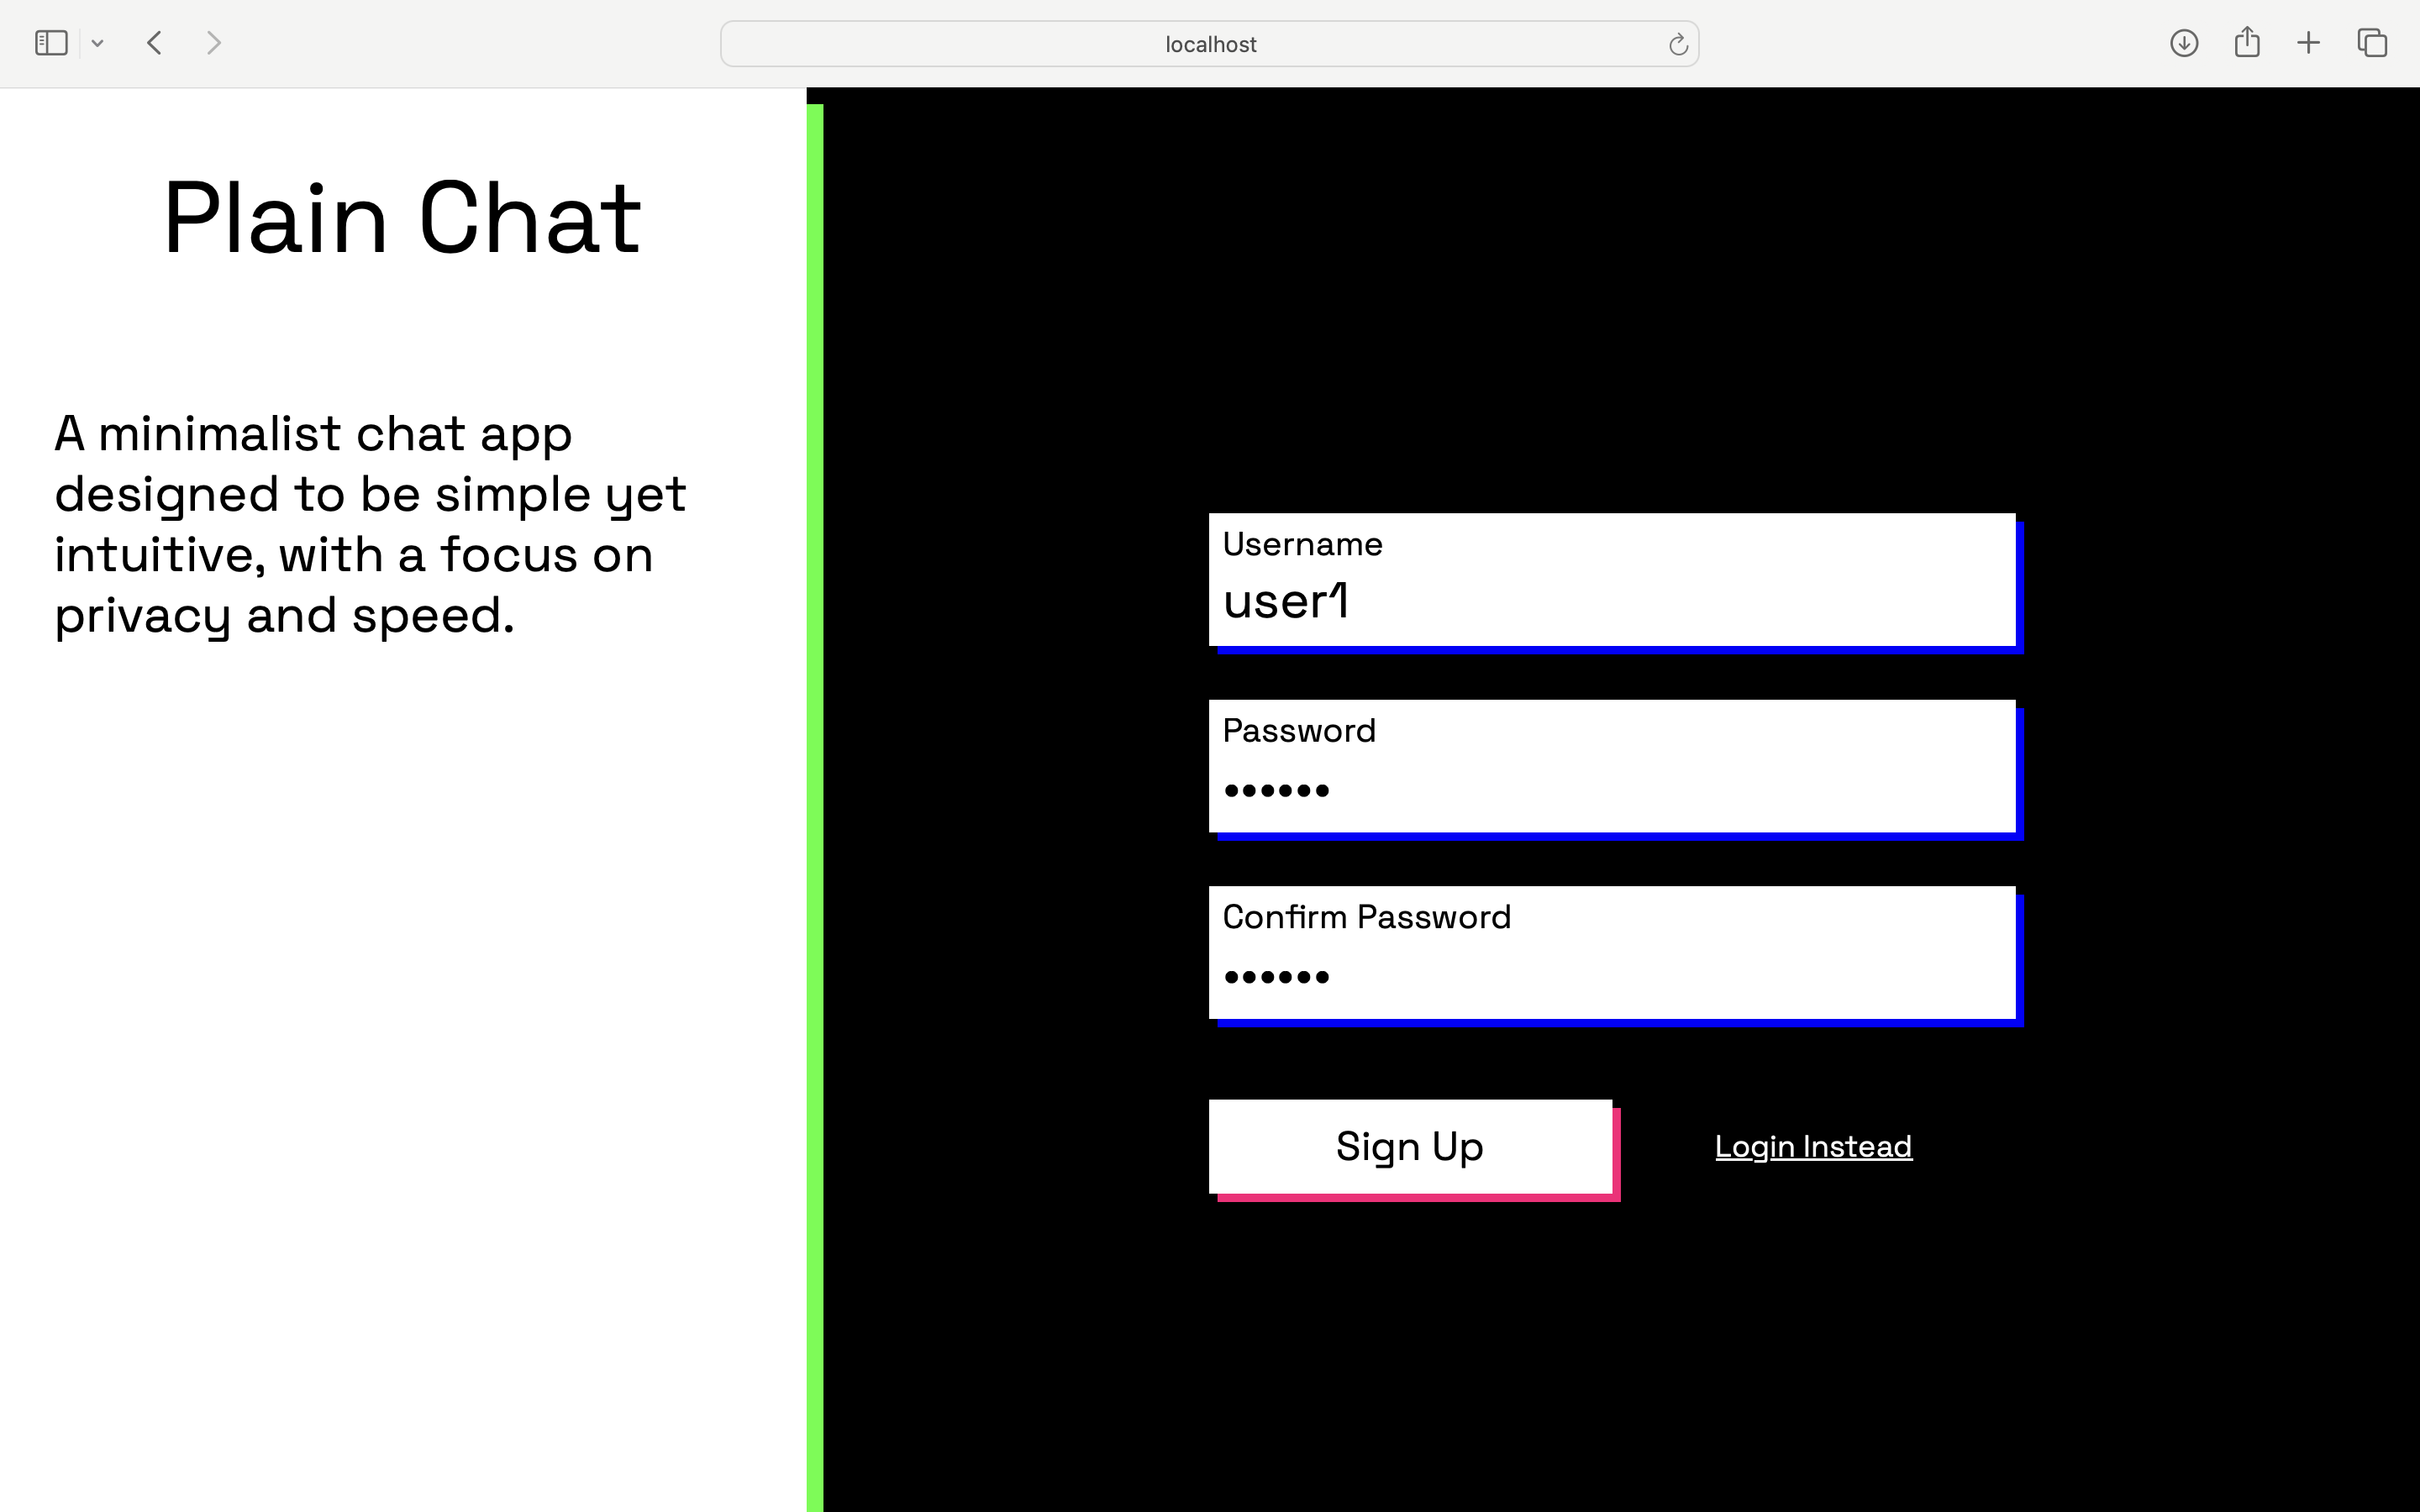 localhost
Plain Chat
A minimalist chat app
designed to be simple yet
intuitive, with a focus on
privacy and speed.
Username
user1
Password
••••••
Confirm Password
••••••
Sign Up
Login Instead